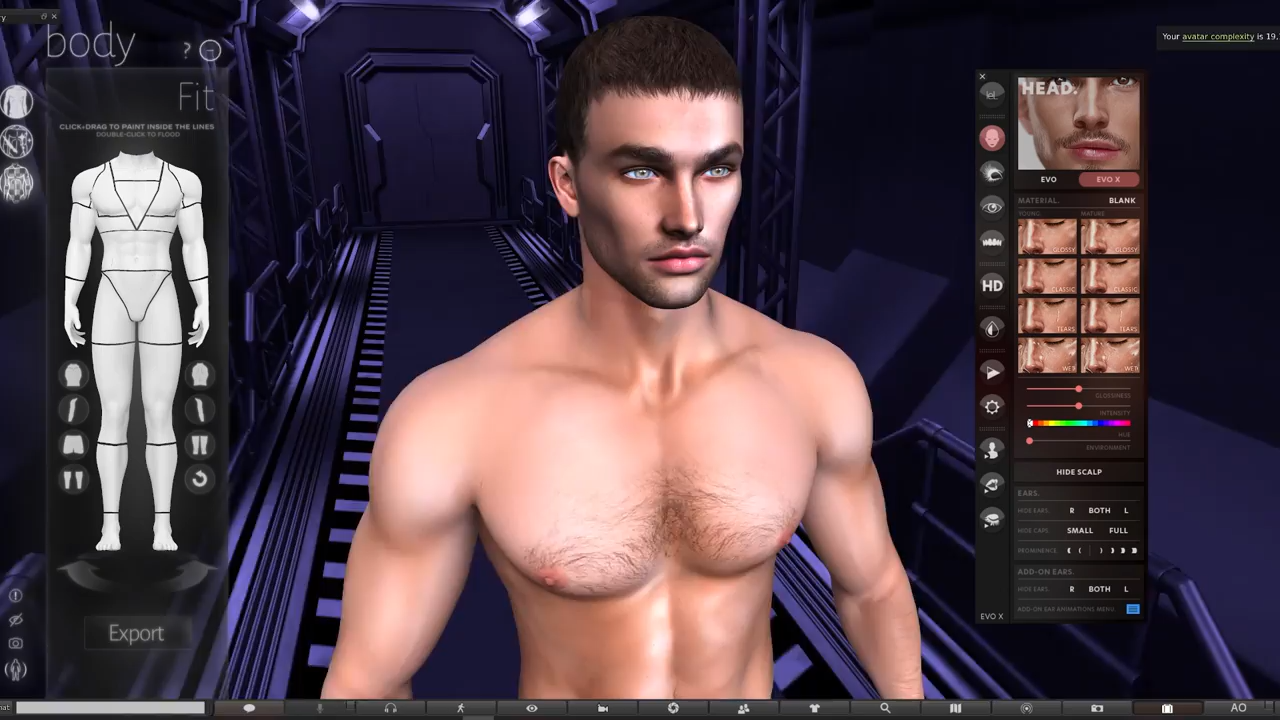 body
?
Fit
CLICK+DRAG TO PAINT INSIDE THE LINES
DOUBLE-CLICK TO FLOOD
Export
Your avatar complexity is 19.
HEAD.
EVO
EVO X
MATERIAL.
BLANK
YOUNG.
MATURE.
GLOSSY
GLOSSY
CLASSIC
CLASSIC
TEARS
TEARS
WET
WET
HD
GLOSSINESS
INTENSITY
HUE
ENVIRONMENT
HIDE SCALP
EARS.
HIDE EARS. R BOTH L
HIDE CAPS. SMALL FULL
PROMINENCE.
ADD-ON EARS.
HIDE EARS. R BOTH L
ADD-ON EAR ANIMATIONS MENU.
EVO X
AO